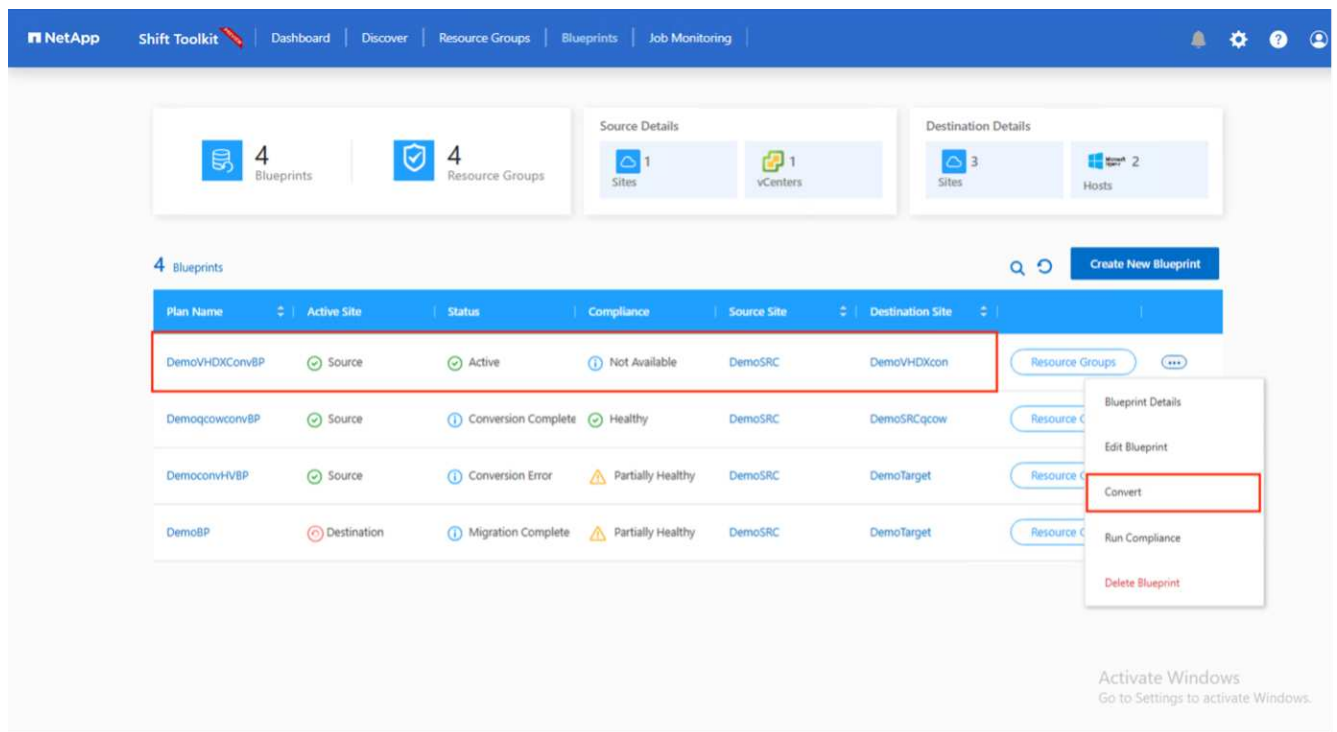 NetApp Shift Toolkit Dashboard Discover Resource Groups Blueprints Job Monitoring
4
Blueprints
4
Resource Groups
Source Details
1
Sites
1
vCenters
Destination Details
3
Sites
2
Hosts
4 Blueprints
Create New Blueprint
Plan Name Active Site Status Compliance Source Site Destination Site
DemoVHDXConvBP Source Active Not Available DemoSRC DemoVHDXcon Resource Groups
DemoqcowconvBP Source Conversion Complete Healthy DemoSRC DemoSRCqcow Resource
DemoconvHVBP Source Conversion Error Partially Healthy DemoSRC DemoTarget Resource
DemoBP Destination Migration Complete Partially Healthy DemoSRC DemoTarget Resource
Blueprint Details
Edit Blueprint
Convert
Run Compliance
Delete Blueprint
Activate Windows
Go to Settings to activate Windows.